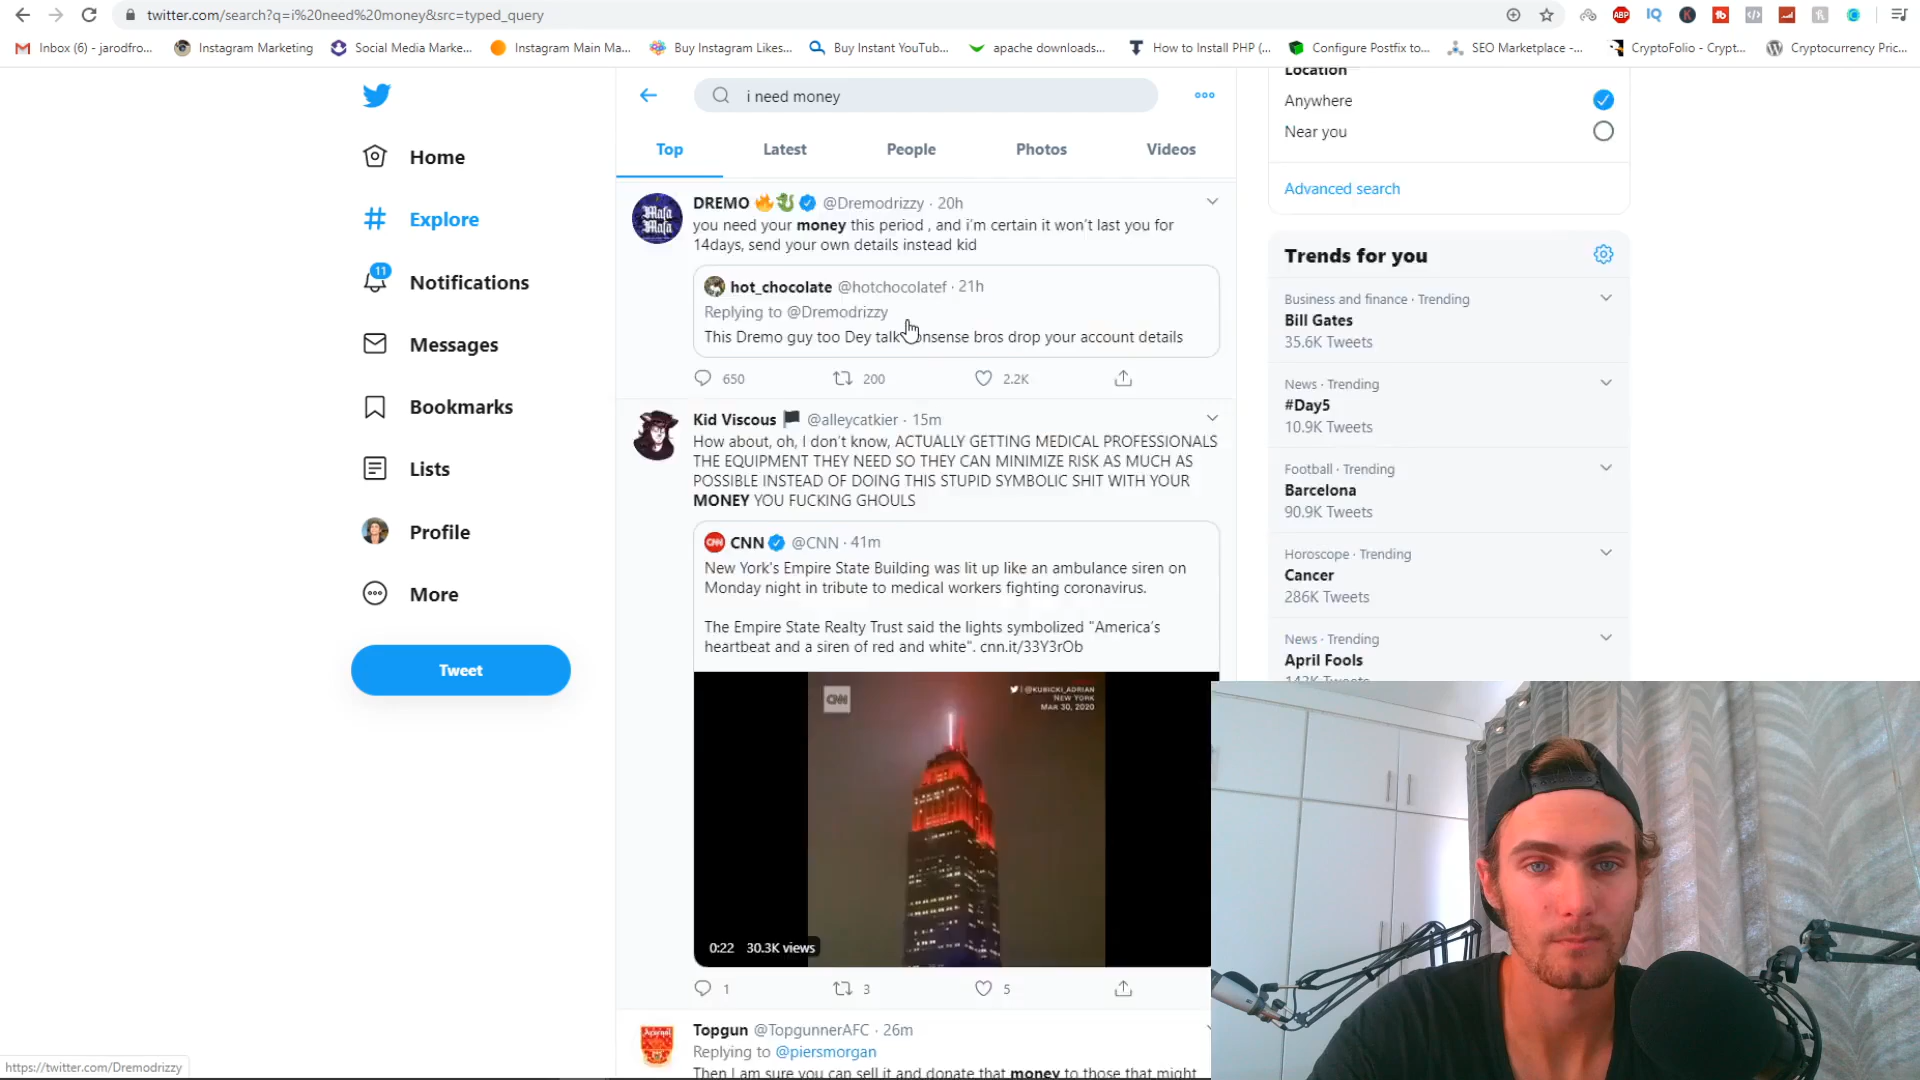 twitter.com/search?q=i%20need%20money&src=typed_query
Inbox (6) - jarodfro...
Instagram Marketing
Social Media Marke...
Instagram Main Ma...
Buy Instagram Likes...
Buy Instant YouTub...
apache downloads...
How to Install PHP (...
Configure Postfix to...
SEO Marketplace -...
CryptoFolio - Crypt...
Cryptocurrency Pric...
Home
Explore
11
Notifications
Messages
Bookmarks
Lists
Profile
More
Tweet
i need money
Top
Latest
People
Photos
Videos
DREMO @Dremodrizzy · 20h
you need your money this period , and i'm certain it won't last you for
14days, send your own details instead kid
hot_chocolate @hotchocolatef · 21h
Replying to @Dremodrizzy
This Dremo guy too Dey talk bros drop your account details
650
200
2.2K
Kid Viscous @alleycatkier · 15m
How about, oh, I don't know, ACTUALLY GETTING MEDICAL PROFESSIONALS
THE EQUIPMENT THEY NEED SO THEY CAN MINIMIZE RISK AS MUCH AS
POSSIBLE INSTEAD OF DOING THIS STUPID SYMBOLIC SHIT WITH YOUR
MONEY YOU FUCKING GHOULS
CNN @CNN · 41m
New York's Empire State Building was lit up like an ambulance siren on
Monday night in tribute to medical workers fighting coronavirus.
The Empire State Realty Trust said the lights symbolized "America's
heartbeat and a siren of red and white". cnn.it/33Y3rOb
CNN
| @KUBICKI_ADRIAN
NEW YORK
MAR 30, 2020
0:22 30.3K views
1
3
5
Topgun @TopgunnerAFC · 26m
Replying to @piersmorgan
Then I am sure you can sell it and donate that money to those that might
Location
Anywhere
Near you
Advanced search
Trends for you
Business and finance · Trending
Bill Gates
35.6K Tweets
News · Trending
#Day5
10.9K Tweets
Football · Trending
Barcelona
90.9K Tweets
Horoscope · Trending
Cancer
286K Tweets
News · Trending
April Fools
https://twitter.com/Dremodrizzy
ABP
IQ